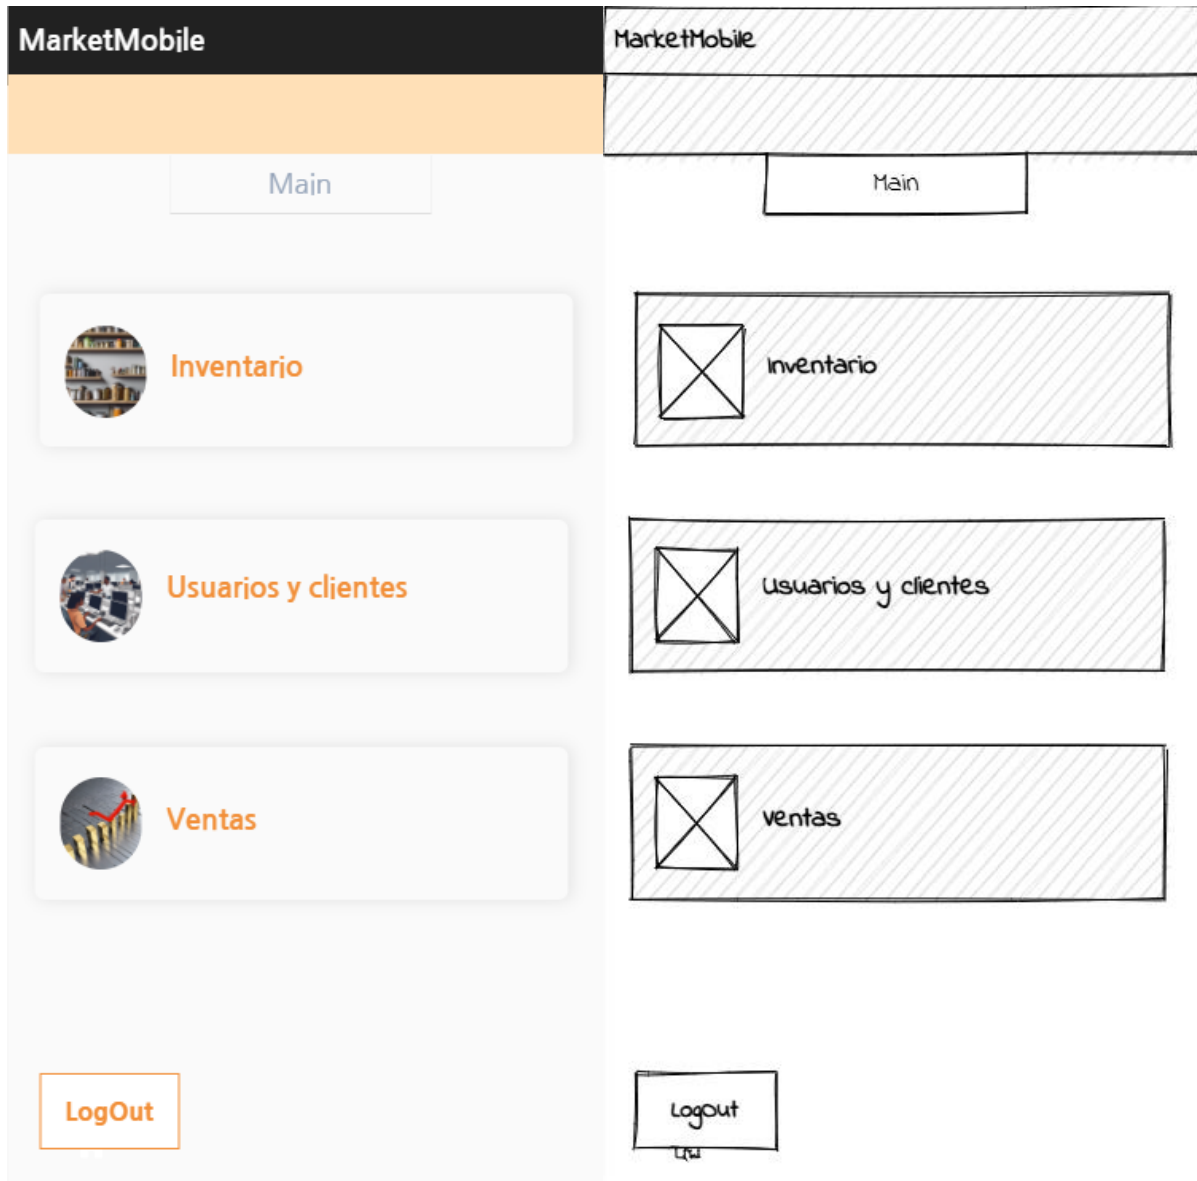 MarketMobile
Main
Inventario
Usuarios y clientes
Ventas
LogOut
MarketMobile
Main
Inventario
Usuarios y clientes
Ventas
LogOut